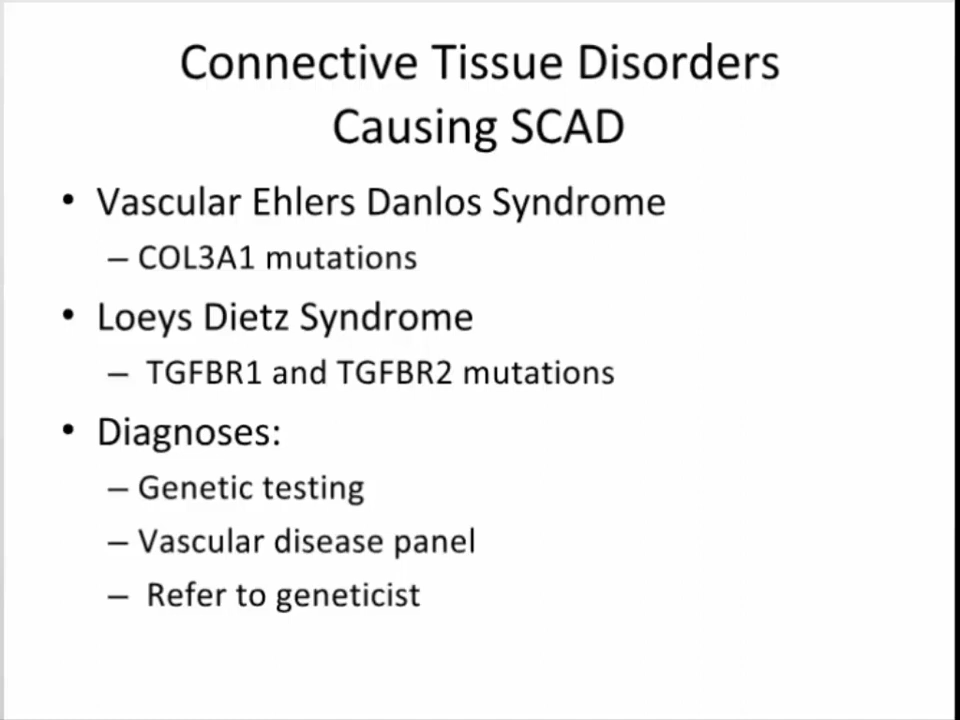 Connective Tissue Disorders
Causing SCAD
• Vascular Ehlers Danlos Syndrome
– COL3A1 mutations
• Loeys Dietz Syndrome
– TGFBR1 and TGFBR2 mutations
• Diagnoses:
– Genetic testing
– Vascular disease panel
– Refer to geneticist